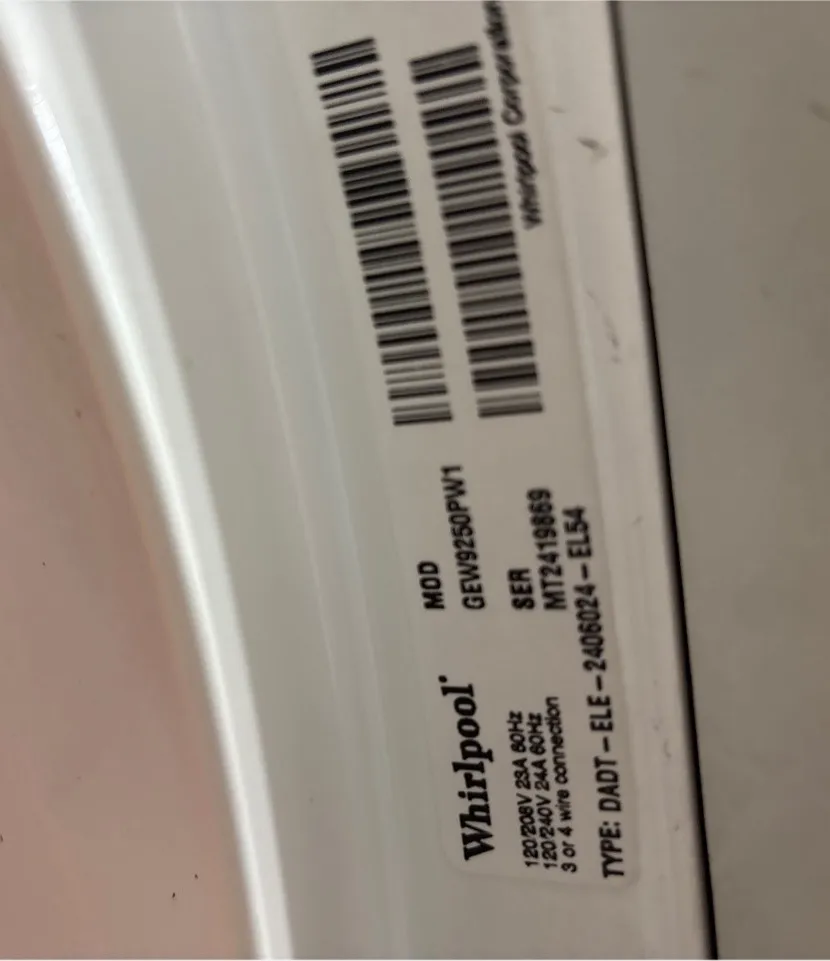 Whirlpool
MOD
GEW9250PW1
SER
MT2419869
120/208V 23A 60Hz
120/240V 24A 60Hz
3 or 4 wire connection
TYPE: DADT-ELE-2406024-EL54
Whirlpool Corporation